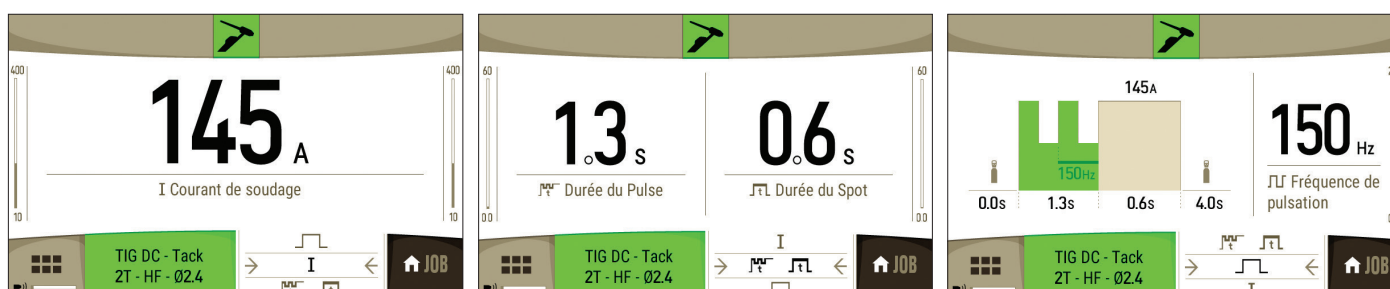 400
400
145 A
I Courant de soudage
10
10
TIG DC - Tack
2T - HF - Ø2.4
I
JOB
60
60
1.3 s
0.6 s
Durée du Pulse
Durée du Spot
0.0
0.0
TIG DC - Tack
2T - HF - Ø2.4
I
t
t
JOB
145A
150Hz
0.0s
1.3s
0.6s
4.0s
150 Hz
Fréquence de
pulsation
TIG DC - Tack
2T - HF - Ø2.4
t
t
JOB